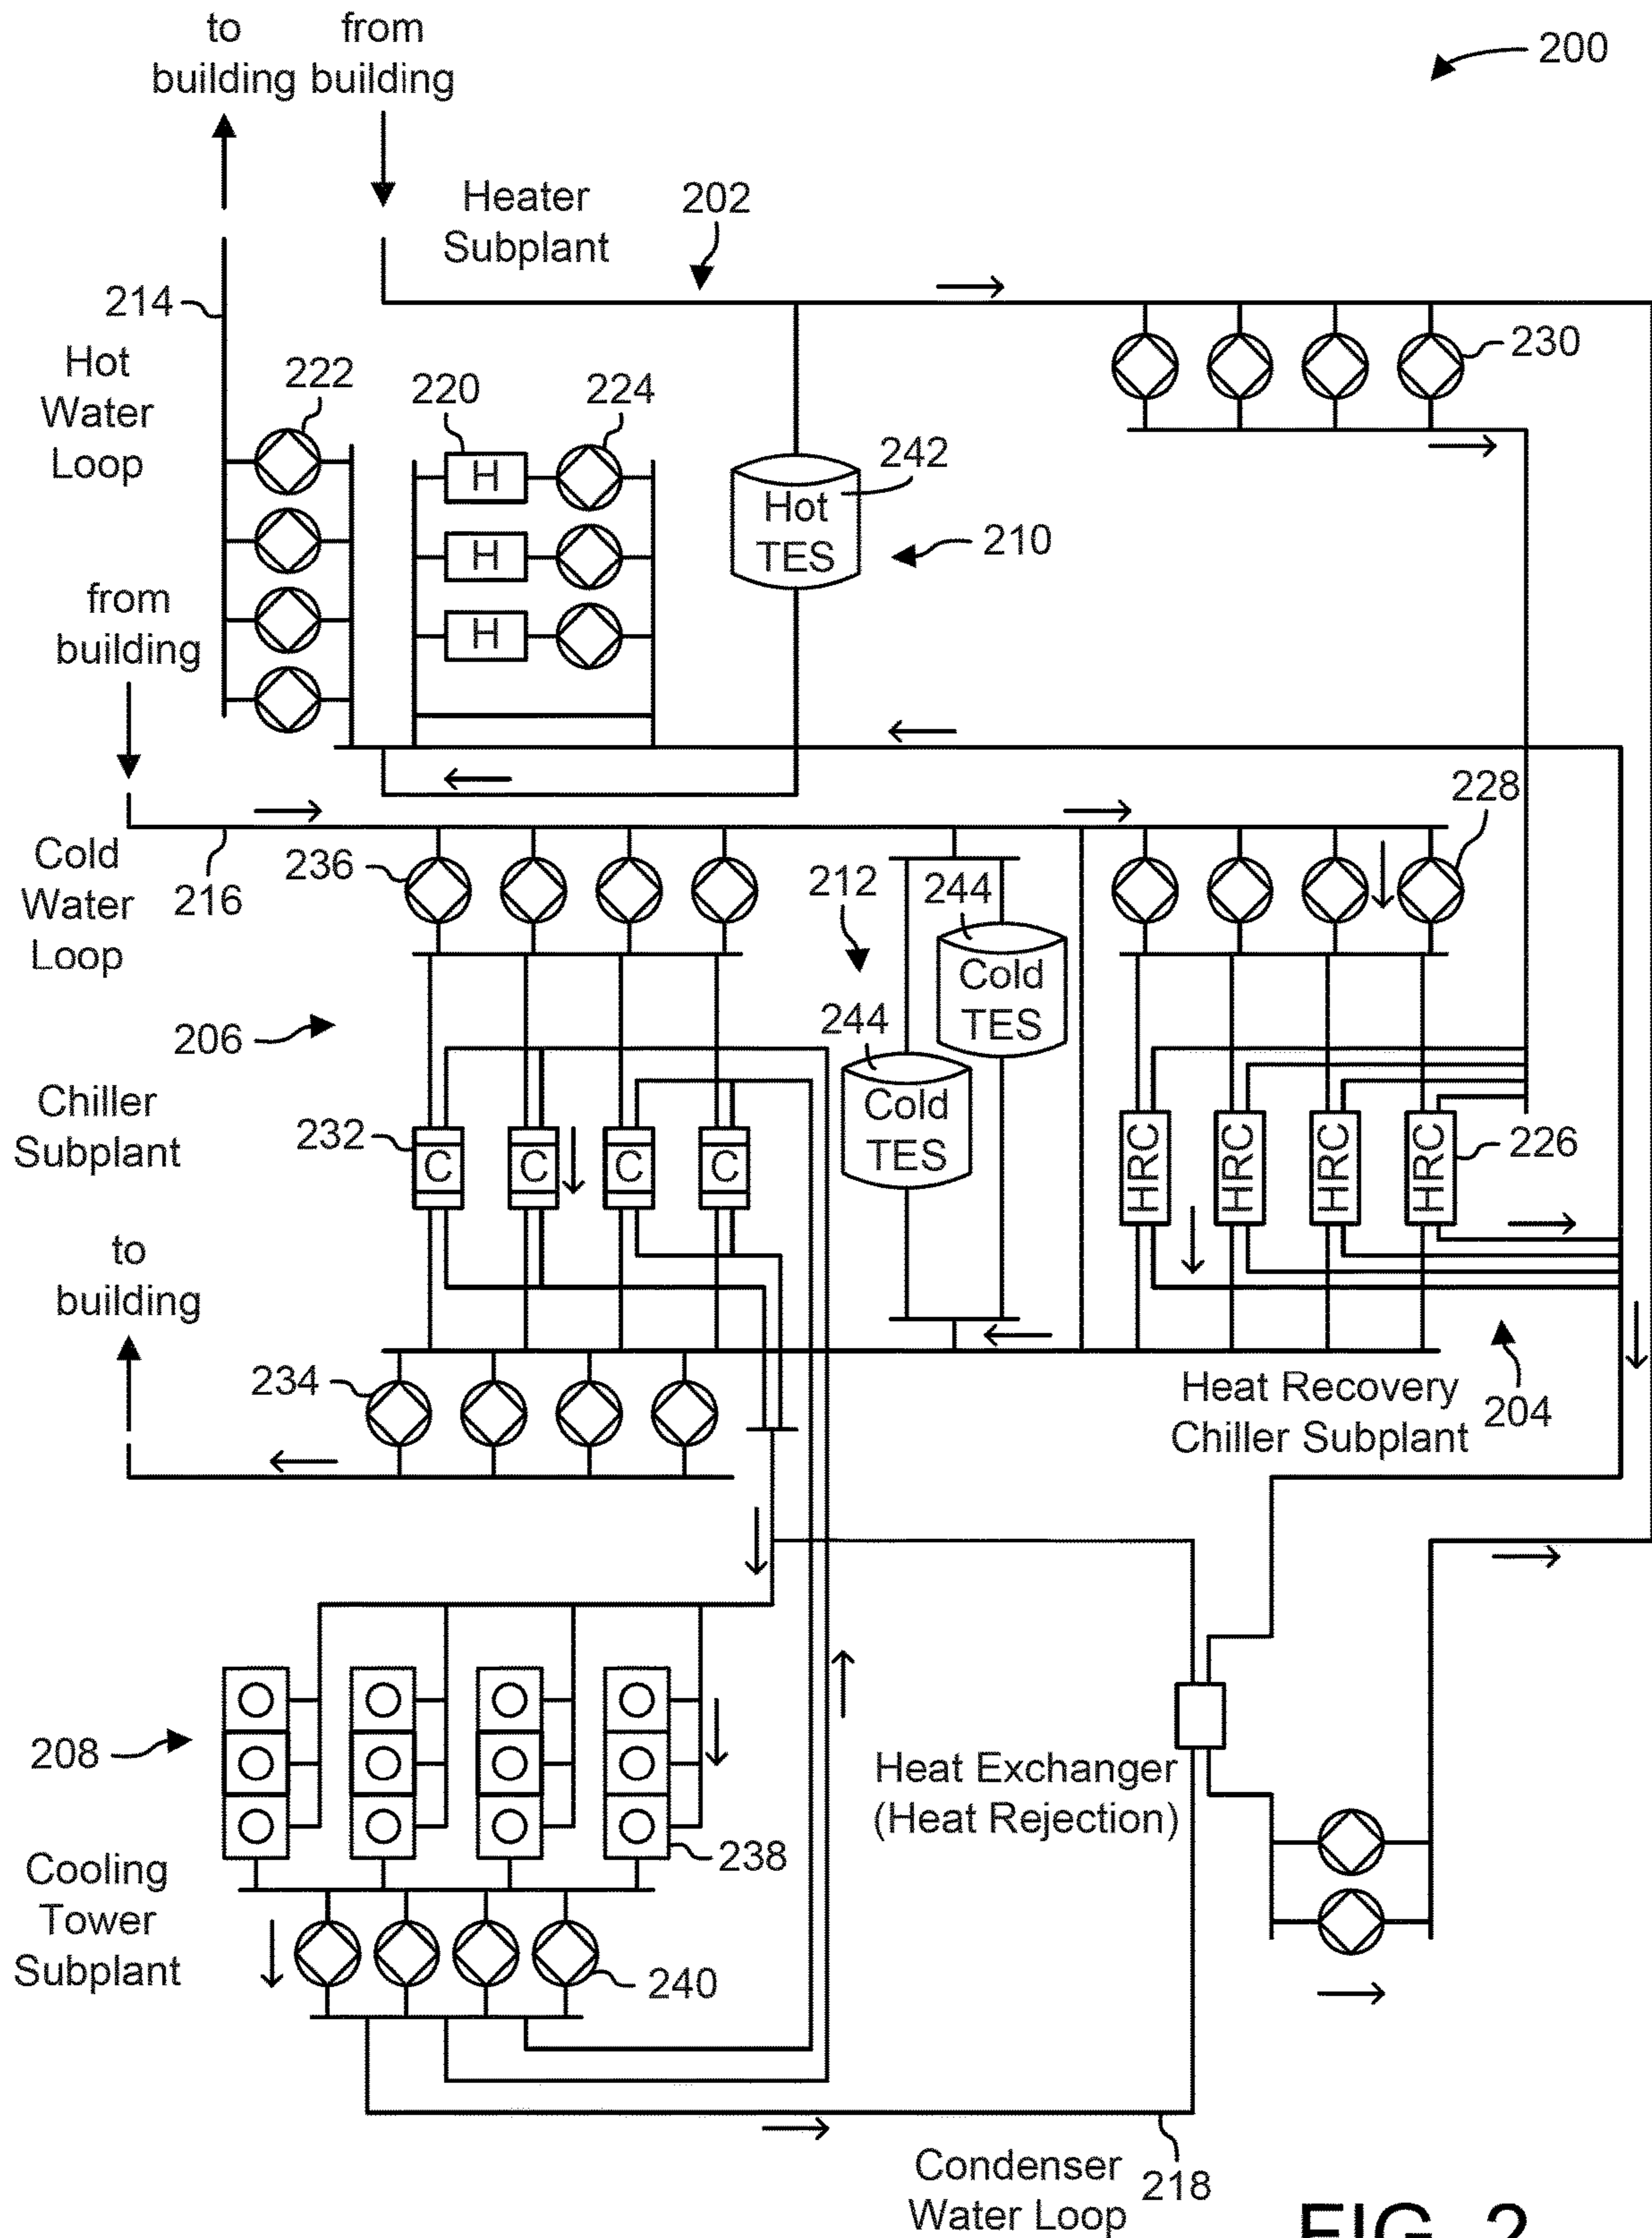 to
building
from
building
200
Heater
Subplant
202
214
Hot
Water
Loop
222
220
224
230
H
H
H
Hot
TES
242
210
from
building
228
Cold
Water
Loop
216
236
212
244
Cold
TES
244
Cold
TES
206
Chiller
Subplant
232
C
C
C
C
HRC
HRC
HRC
HRC
226
to
building
234
Heat Recovery
Chiller Subplant
204
208
Heat Exchanger
(Heat Rejection)
238
Cooling
Tower
Subplant
240
Condenser
Water Loop
218
FIG. 2